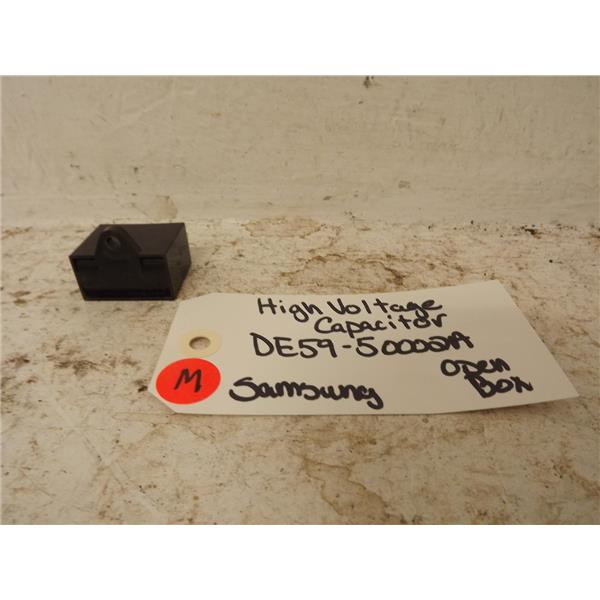 High Voltage
Capacitor
DE59-50002A
M Samsung
Open
Box